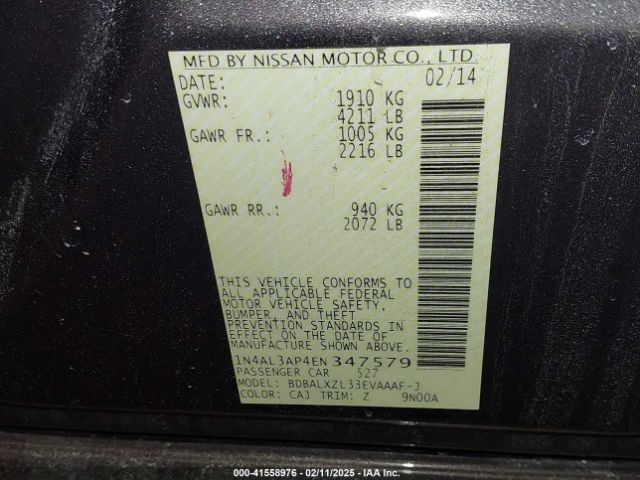 MFD BY NISSAN MOTOR CO., LTD.
DATE: 02/14
GVWR: 1910 KG
4211 LB
GAWR FR.: 1005 KG
2216 LB
GAWR RR.: 940 KG
2072 LB
THIS VEHICLE CONFORMS TO
ALL APPLICABLE FEDERAL
MOTOR VEHICLE SAFETY,
BUMPER, AND THEFT
PREVENTION STANDARDS IN
EFFECT ON THE DATE OF
MANUFACTURE SHOWN ABOVE.
1N4AL3AP4EN 347579
PASSENGER CAR 527
MODEL: BDBALXZL33EVAAAF-J
COLOR: CAJ TRIM: Z 9N00A
000-41558976 - 02/11/2025 - IAA Inc.